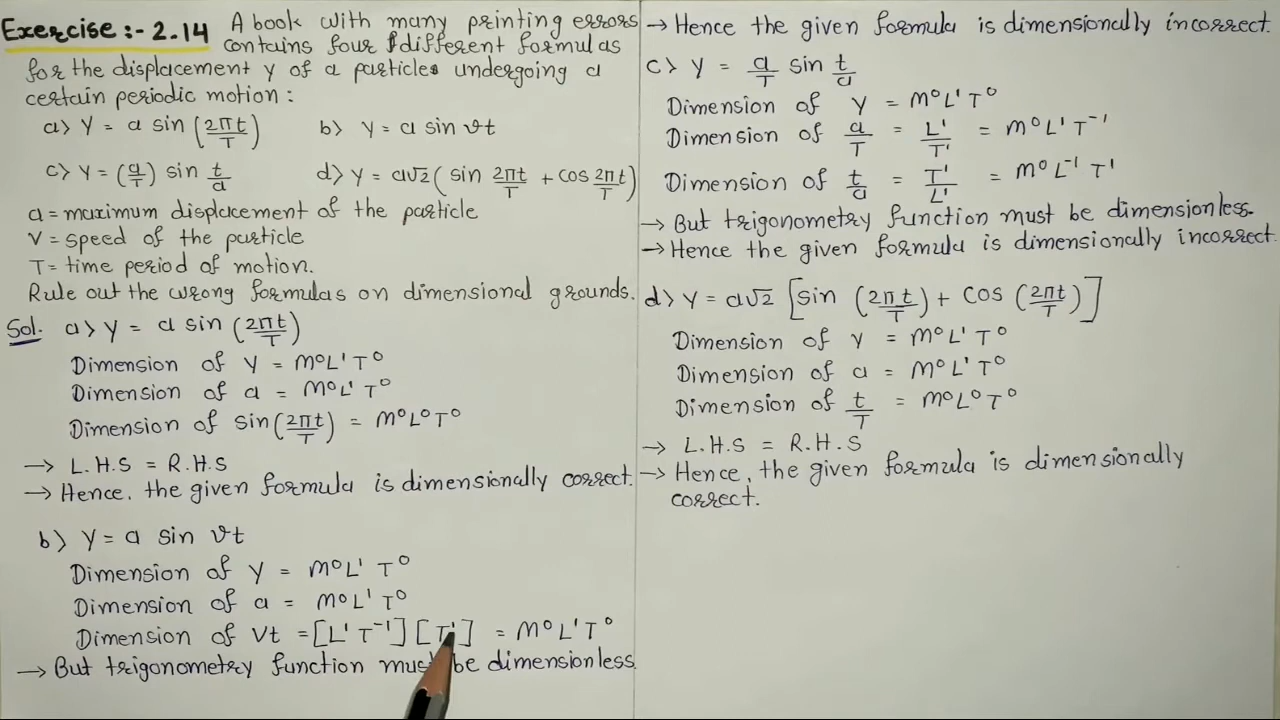 Exercise :- 2.14 A book with many printing errors
contains four different formulas
for the displacement y of a particles undergoing a
certain periodic motion :
a> y = a sin (2πt/T) b> y = a sin vt
c> y = (a/T) sin t/a d> y = a√2 ( sin 2πt/T + cos 2πt/T )
a = maximum displacement of the particle
v = speed of the particle
T = time period of motion.
Rule out the wrong formulas on dimensional grounds.
Sol. a> y = a sin (2πt/T)
Dimension of y = M⁰L¹T⁰
Dimension of a = M⁰L¹T⁰
Dimension of sin(2πt/T) = M⁰L⁰T⁰
→ L.H.S = R.H.S
→ Hence, the given formula is dimensionally correct.
b> y = a sin vt
Dimension of y = M⁰L¹T⁰
Dimension of a = M⁰L¹T⁰
Dimension of vt = [L¹T⁻¹] [T¹] = M⁰L¹T⁰
→ But trigonometry function must be dimensionless.
→ Hence the given formula is dimensionally incorrect.
c> y = a/T sin t/a
Dimension of y = M⁰L¹T⁰
Dimension of a/T = L¹/T¹ = M⁰L¹T⁻¹
Dimension of t/a = T¹/L¹ = M⁰L⁻¹T¹
→ But trigonometry function must be dimensionless.
→ Hence the given formula is dimensionally incorrect.
d> y = a√2 [sin (2πt/T) + cos (2πt/T)]
Dimension of y = M⁰L¹T⁰
Dimension of a = M⁰L¹T⁰
Dimension of t/T = M⁰L⁰T⁰
→ L.H.S = R.H.S
→ Hence, the given formula is dimensionally
correct.